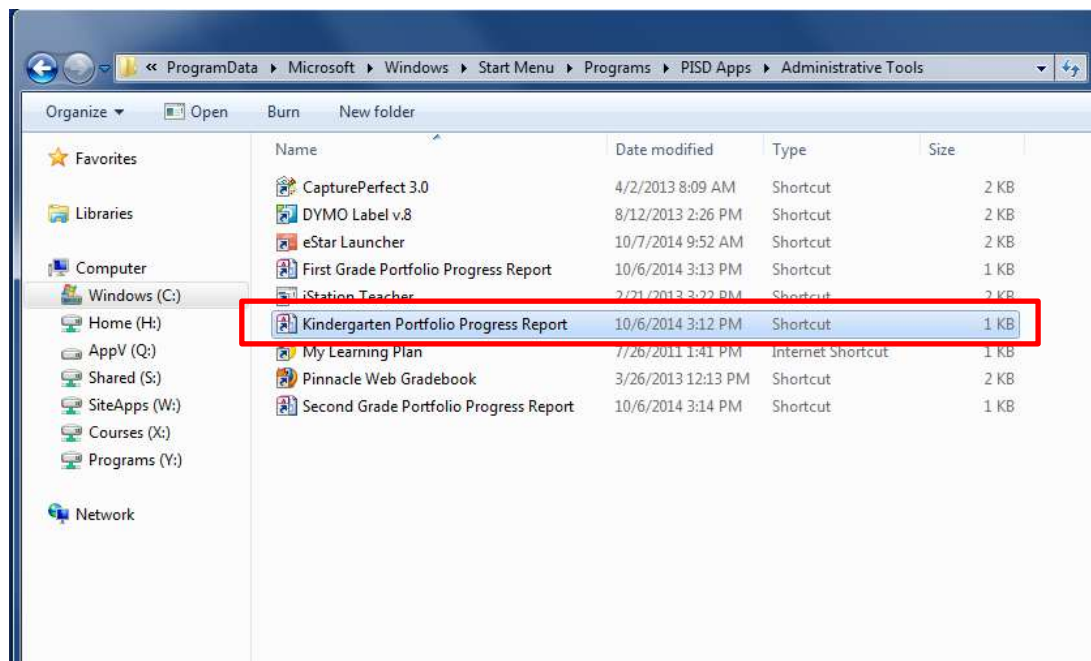 « ProgramData ▸ Microsoft ▸ Windows ▸ Start Menu ▸ Programs ▸ PISD Apps ▸ Administrative Tools
Organize Open Burn New folder
Name Date modified Type Size
Favorites
Libraries
Computer
Windows (C:)
Home (H:)
AppV (Q:)
Shared (S:)
SiteApps (W:)
Courses (X:)
Programs (Y:)
Network
CapturePerfect 3.0 4/2/2013 8:09 AM Shortcut 2 KB
DYMO Label v.8 8/12/2013 2:26 PM Shortcut 2 KB
eStar Launcher 10/7/2014 9:52 AM Shortcut 2 KB
First Grade Portfolio Progress Report 10/6/2014 3:13 PM Shortcut 1 KB
iStation Teacher 2/21/2013 3:22 PM Shortcut 2 KB
Kindergarten Portfolio Progress Report 10/6/2014 3:12 PM Shortcut 1 KB
My Learning Plan 7/26/2011 1:41 PM Internet Shortcut 1 KB
Pinnacle Web Gradebook 3/26/2013 12:13 PM Shortcut 2 KB
Second Grade Portfolio Progress Report 10/6/2014 3:14 PM Shortcut 1 KB